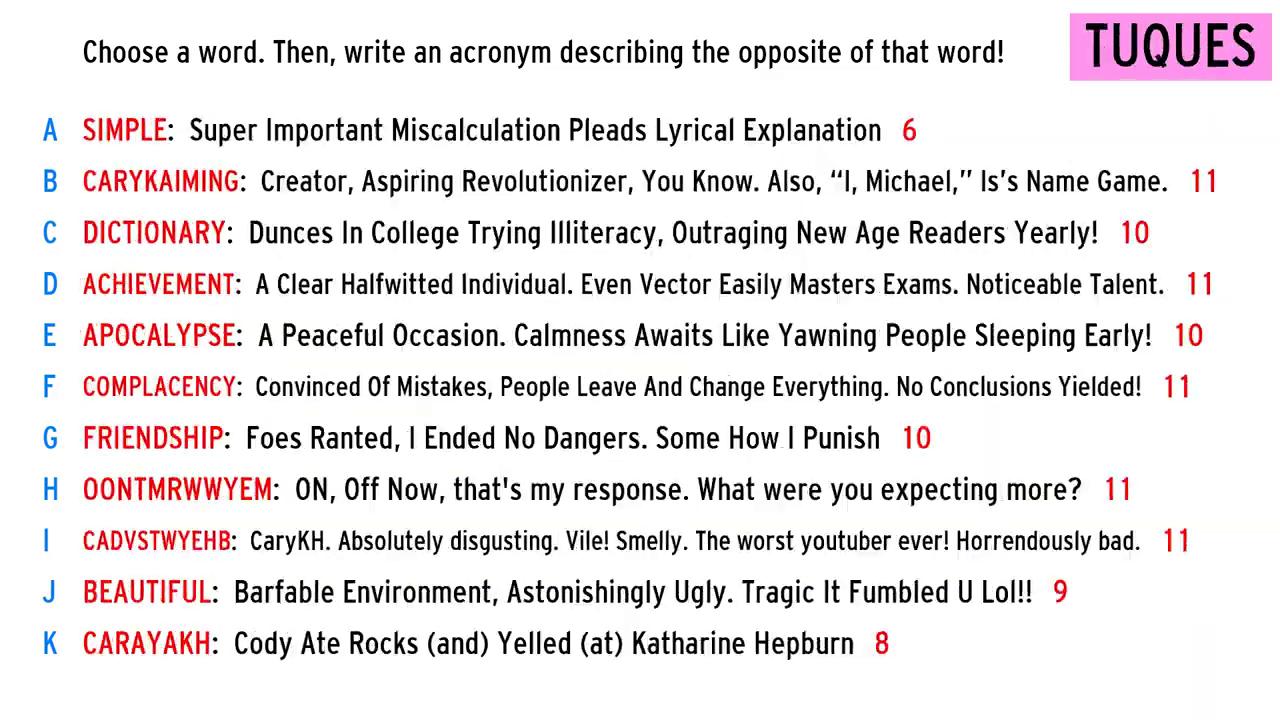 Choose a word. Then, write an acronym describing the opposite of that word!
TUQUES
A SIMPLE: Super Important Miscalculation Pleads Lyrical Explanation 6
B CARYKAIMING: Creator, Aspiring Revolutionizer, You Know. Also, “I, Michael,” Is’s Name Game. 11
C DICTIONARY: Dunces In College Trying Illiteracy, Outraging New Age Readers Yearly! 10
D ACHIEVEMENT: A Clear Halfwitted Individual. Even Vector Easily Masters Exams. Noticeable Talent. 11
E APOCALYPSE: A Peaceful Occasion. Calmness Awaits Like Yawning People Sleeping Early! 10
F COMPLACENCY: Convinced Of Mistakes, People Leave And Change Everything. No Conclusions Yielded! 11
G FRIENDSHIP: Foes Ranted, I Ended No Dangers. Some How I Punish 10
H OONTMRWWYEM: ON, Off Now, that's my response. What were you expecting more? 11
I CADVSTWYEHB: CaryKH. Absolutely disgusting. Vile! Smelly. The worst youtuber ever! Horrendously bad. 11
J BEAUTIFUL: Barfable Environment, Astonishingly Ugly. Tragic It Fumbled U Lol!! 9
K CARAYAKH: Cody Ate Rocks (and) Yelled (at) Katharine Hepburn 8